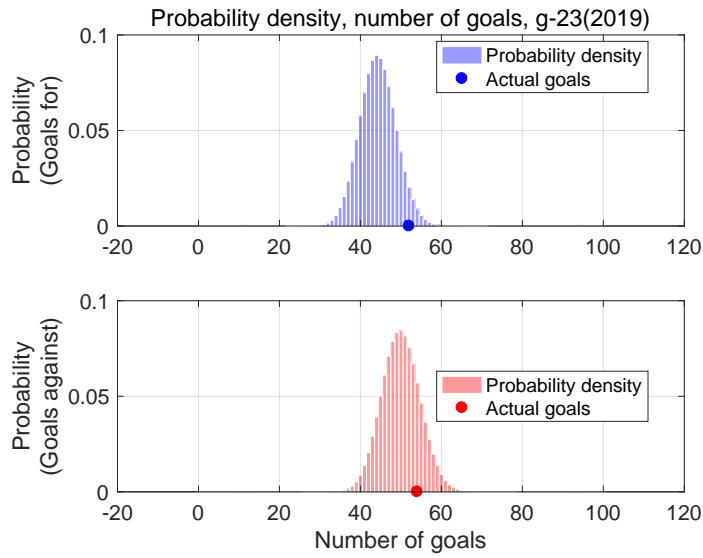 Probability density, number of goals, g-23(2019)
0.1
0.05
0
Probability
(Goals for)
Probability density
Actual goals
-20 0 20 40 60 80 100 120
0.1
0.05
0
Probability
(Goals against)
Probability density
Actual goals
-20 0 20 40 60 80 100 120
Number of goals